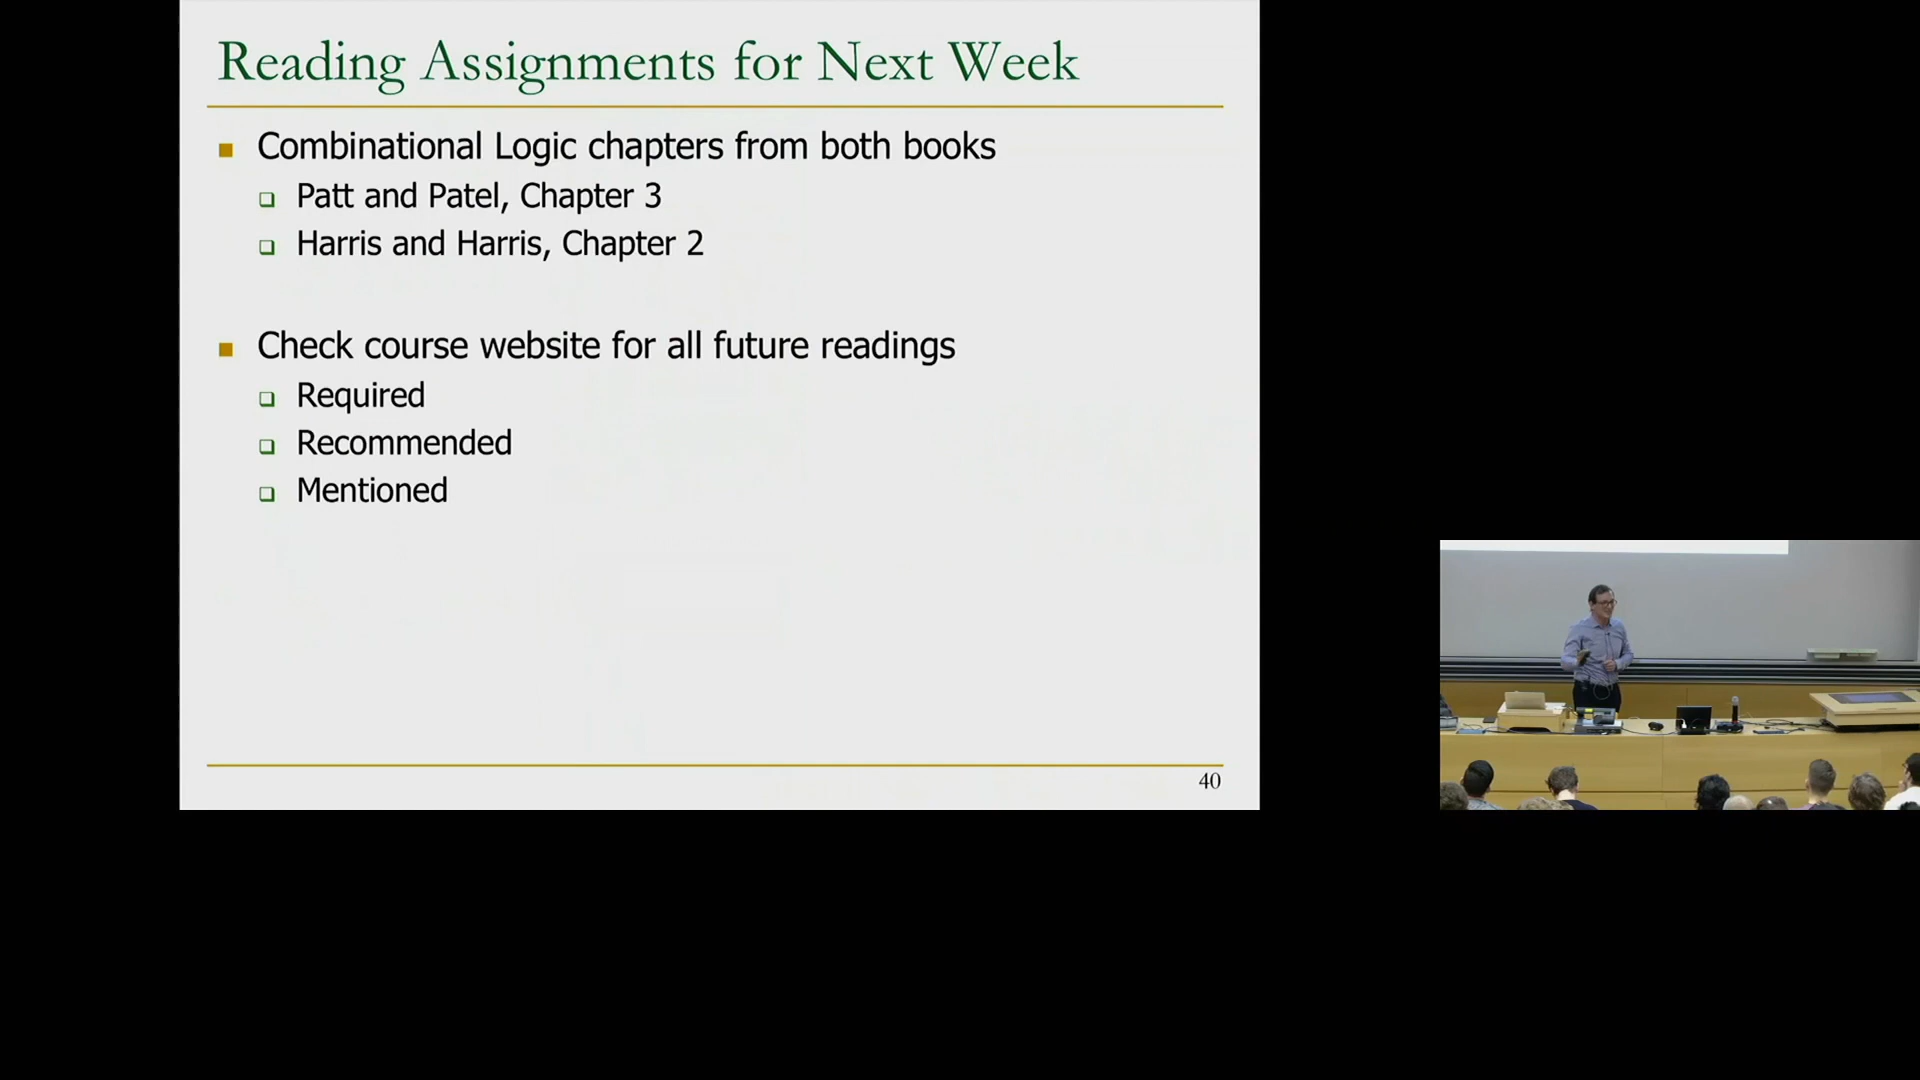 Reading Assignments for Next Week
Combinational Logic chapters from both books
Patt and Patel, Chapter 3
Harris and Harris, Chapter 2
Check course website for all future readings
Required
Recommended
Mentioned
40